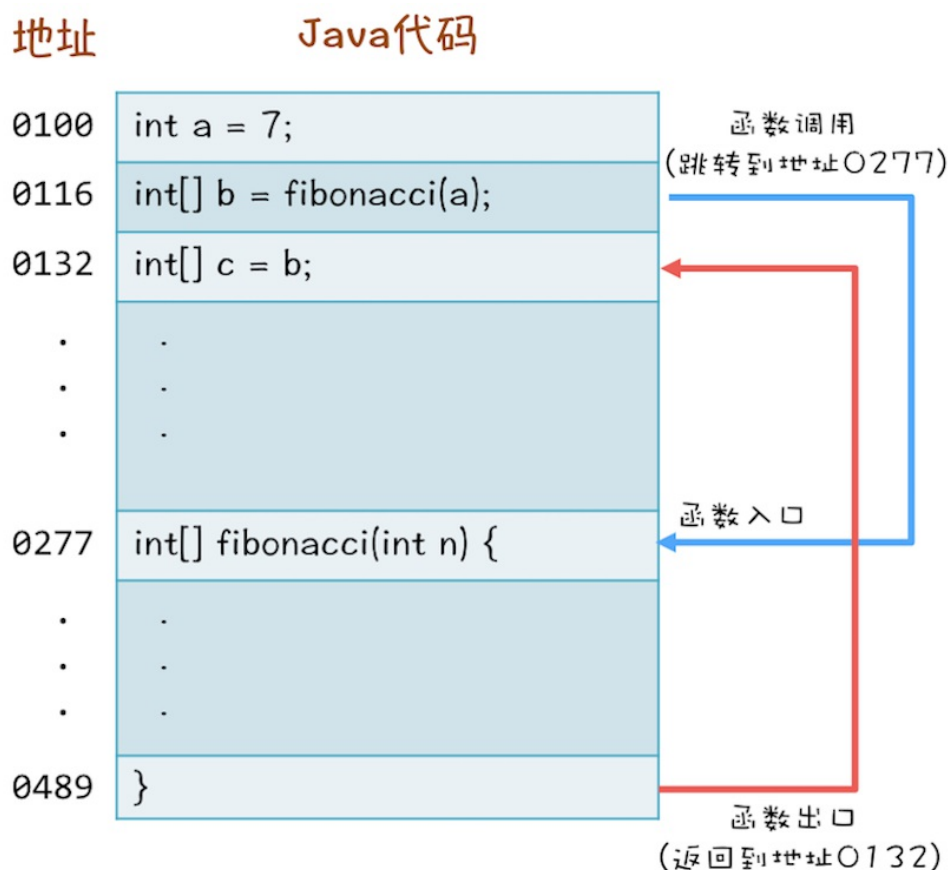 地址 Java代码
0100 int a = 7;
函数调用
(跳转到地址0277)
0116 int[] b = fibonacci(a);
0132 int[] c = b;
. .
. .
. .
函数入口
0277 int[] fibonacci(int n) {
. .
. .
. .
0489 }
函数出口
(返回到地址0132)